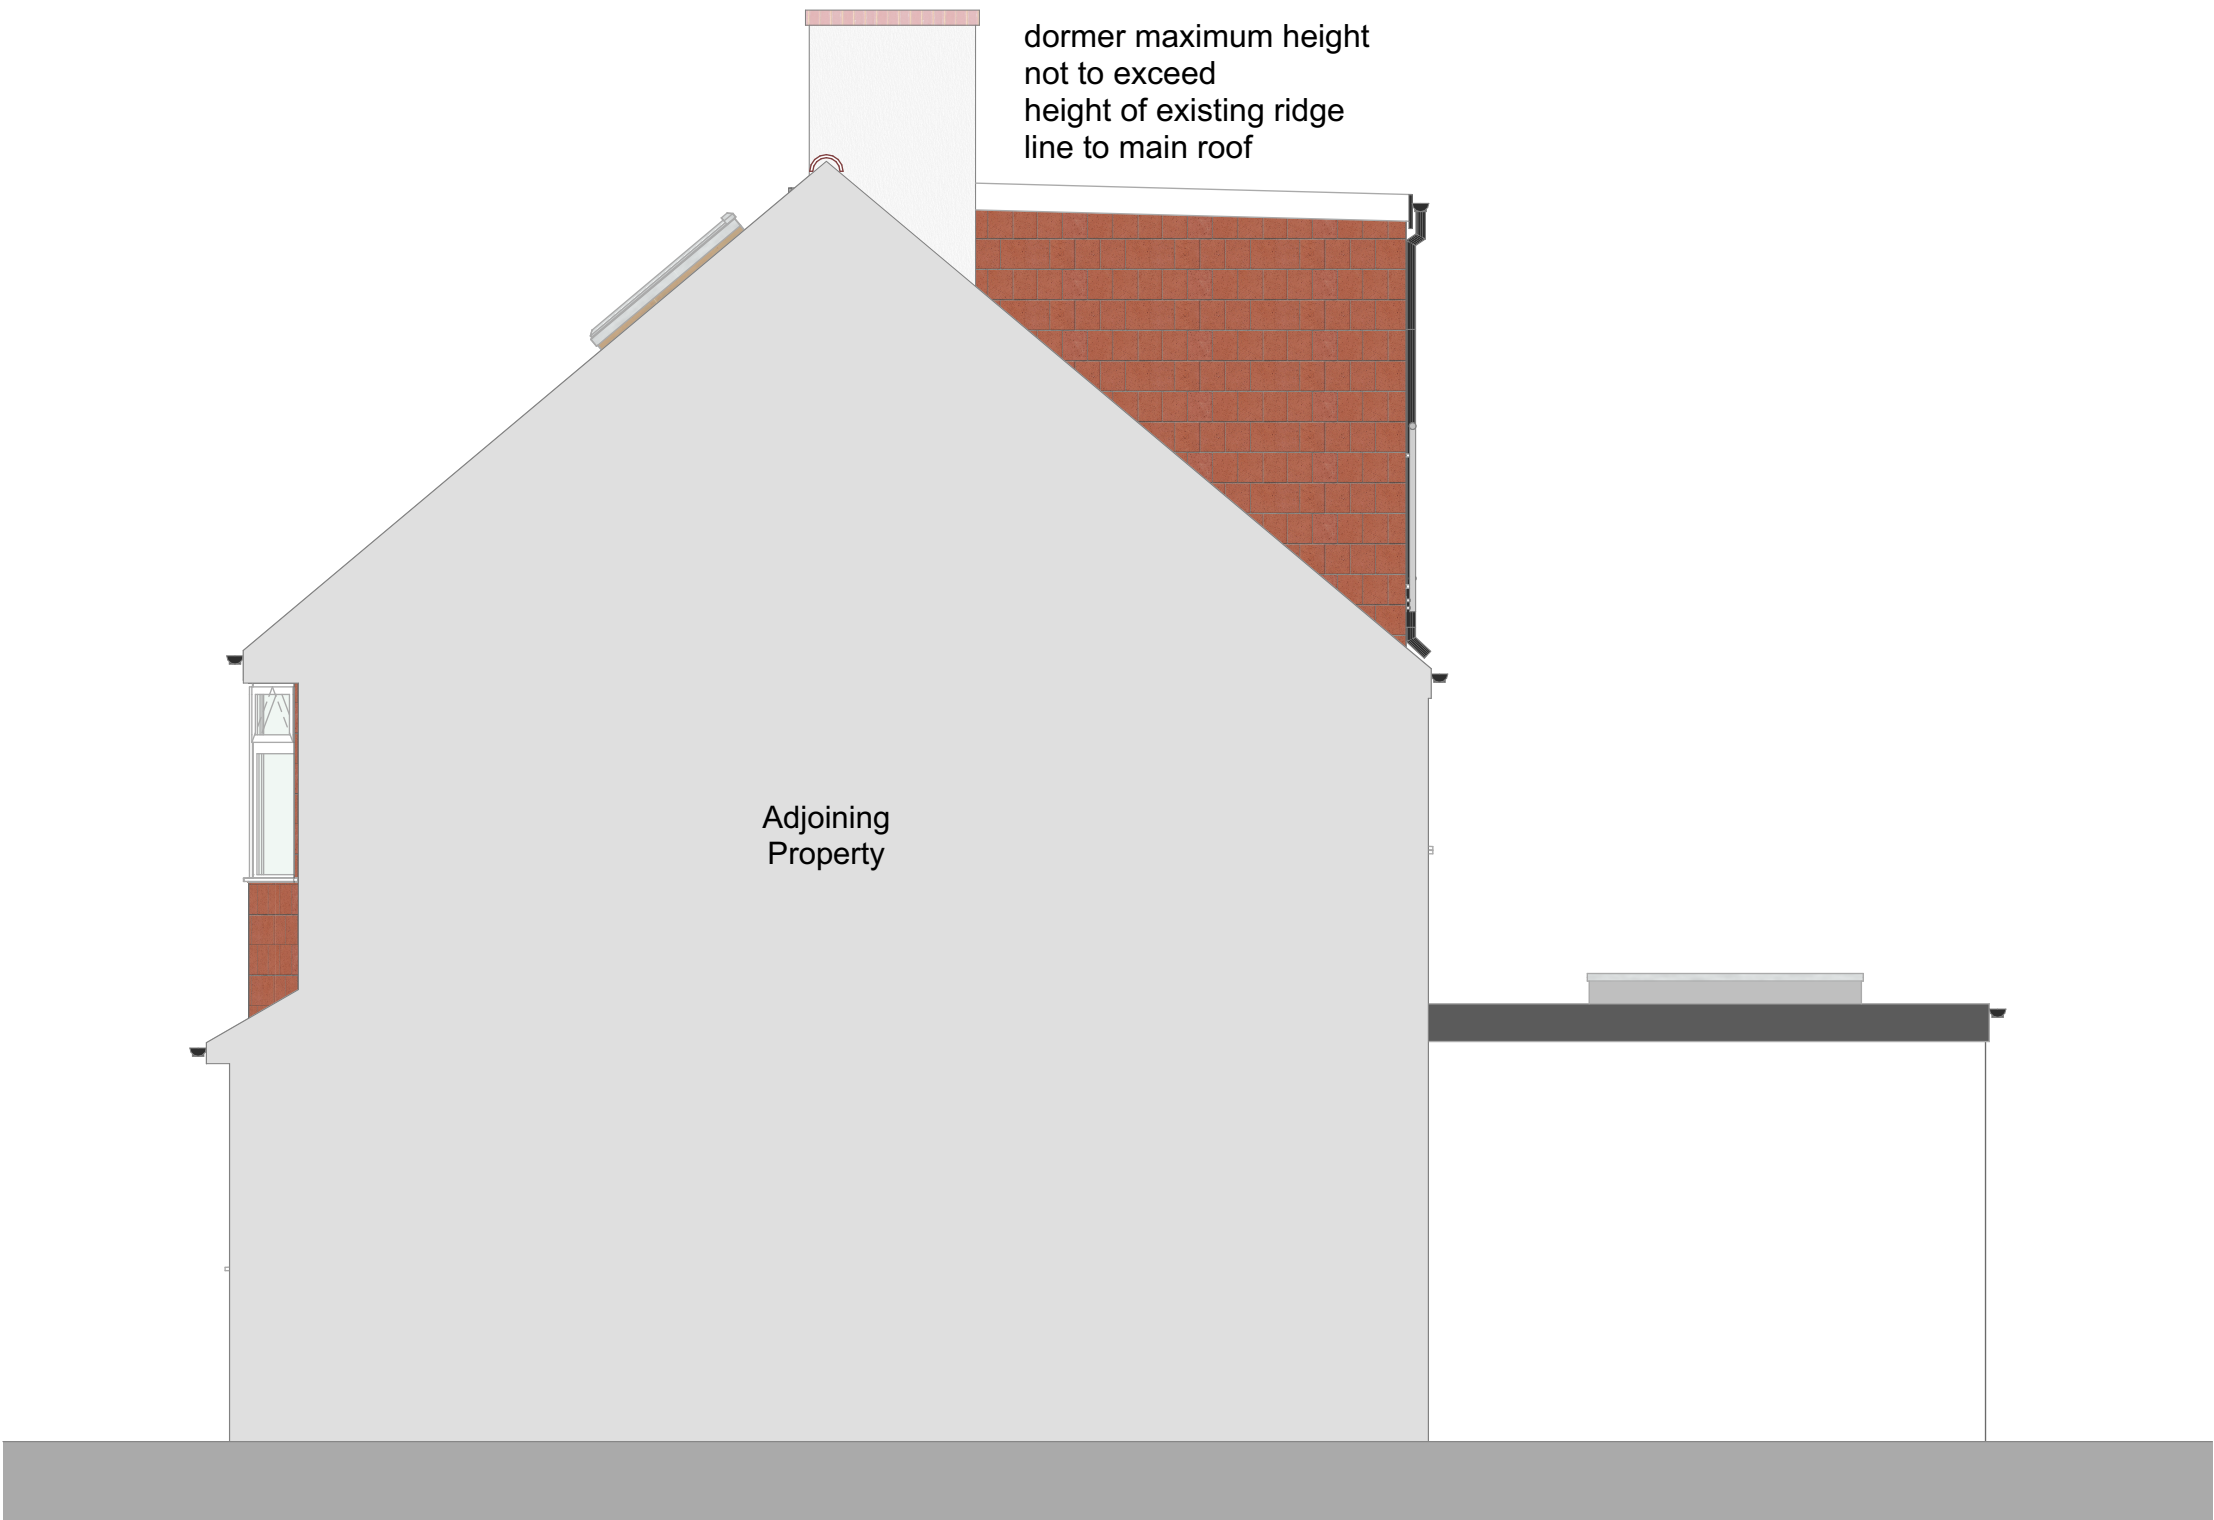 dormer maximum height
not to exceed
height of existing ridge
line to main roof
Adjoining
Property